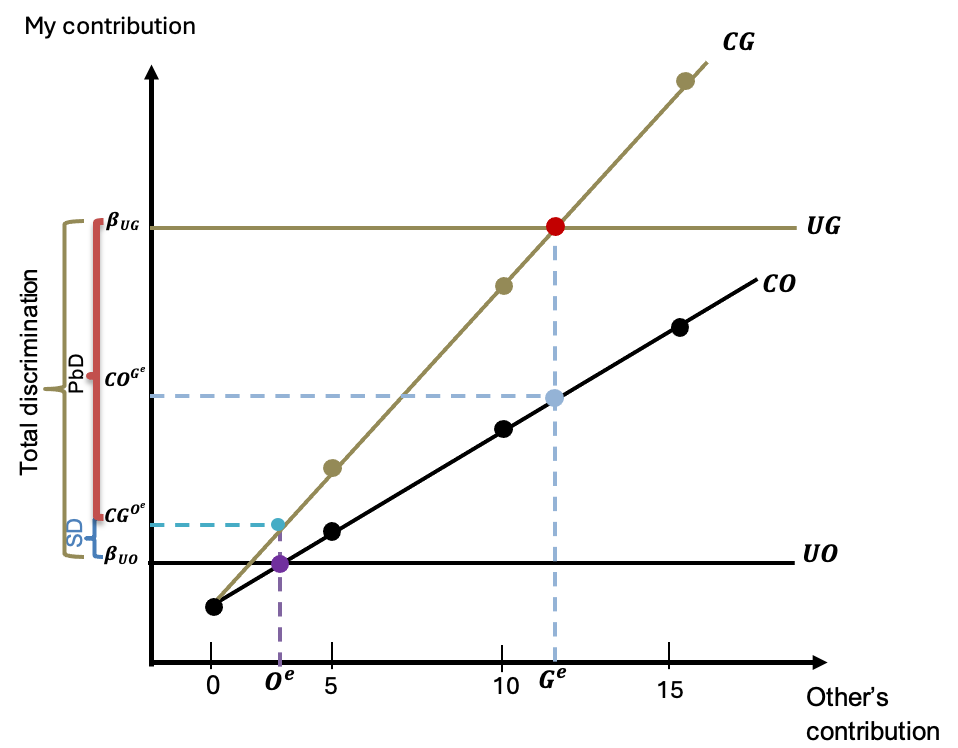 My contribution
CG
β_UG
UG
CO
Total discrimination
PbD
CO^{G^e}
CG^{O^e}
SD
β_UO
UO
0
O^e
5
10
G^e
15
Other’s
contribution